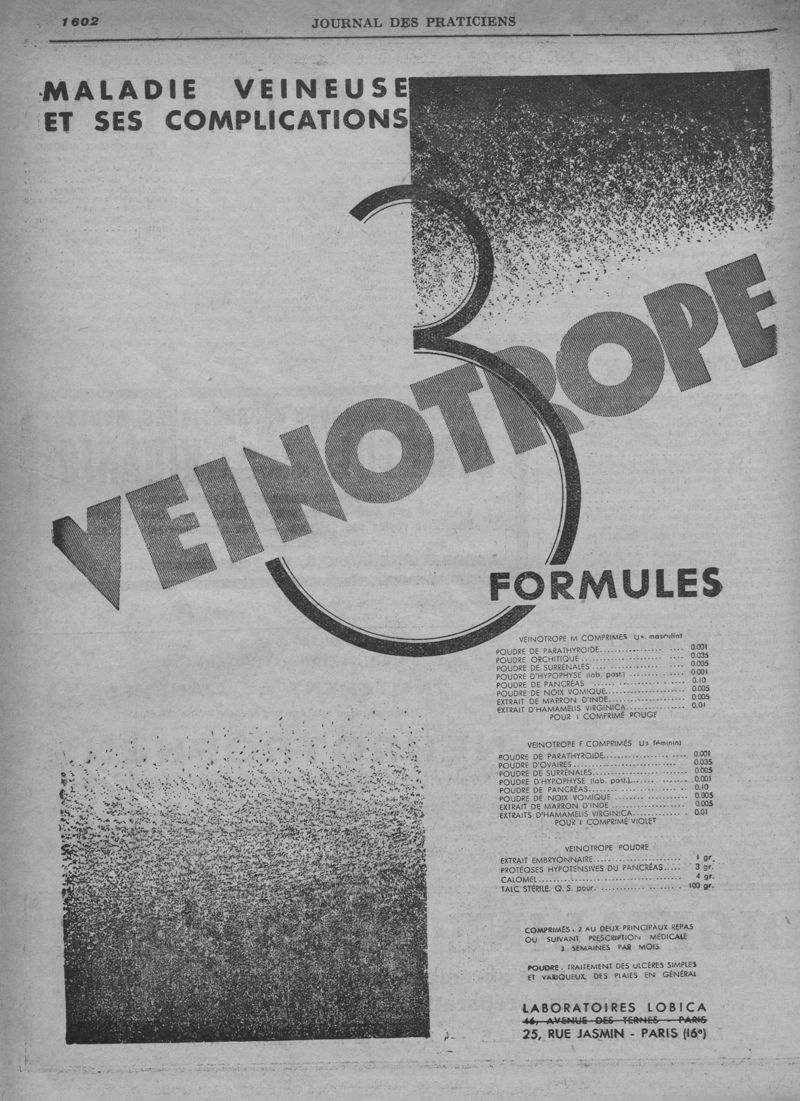 1602
JOURNAL DES PRATICIENS
MALADIE VEINEUSE
ET SES COMPLICATIONS
3
VEINOTROPE
FORMULES
VEINOTROPE M COMPRIMÉS Us. masculin)
POUDRE DE PARATHYROIDE.................. .... 0.001
POUDRE ORCHITIQUE .................... .... 0.035
POUDRE DE SURRÉNALES ... .............. .... 0.005
POUDRE D'HYPOPHYSE (lob. post.) ........ . .... 0.001
POUDRE DE PANCRÉAS ..... .............. .... 0.10
POUDRE DE NOIX VOMIQUE.................... 0.005
EXTRAIT DE MARRON D'INDE.................... 0.005
EXTRAIT D'HAMAMELIS VIRGINICA................ 0.01
POUR 1 COMPRIMÉ ROUGE
VEINOTROPE F COMPRIMÉS Us féminin)
POUDRE DE PARATHYROIDE.................. .... 0.001
POUDRE D'OVAIRES............................ 0.035
POUDRE DE SURRÉNALES........................ 0.005
POUDRE D'HYPOPHYSE (lob. post.)............... 0.001
POUDRE DE PANCRÉAS........................ .. 0.10
POUDRE DE NOIX VOMIQUE .................... 0.005
EXTRAIT DE MARRON D'INDE .................... 0.005
EXTRAITS D'HAMAMELIS VIRGINICA.............. 0.01
POUR 1 COMPRIMÉ VIOLET
VEINOTROPE POUDRE
EXTRAIT EMBRYONNAIRE...................... 1 gr.
PROTÉOSES HYPOTENSIVES DU PANCRÉAS..... 3 gr.
CALOMEL.................................... 4 gr.
TALC STÉRILE. Q. S. pour. ................... 100 gr.
COMPRIMÉS : 2 AU DEUX PRINCIPAUX REPAS
OU SUIVANT PRESCRIPTION MÉDICALE
3 SEMAINES PAR MOIS
POUDRE : TRAITEMENT DES ULCÈRES SIMPLES
ET VARIQUEUX, DES PLAIES EN GÉNÉRAL
LABORATOIRES LOBICA
46, AVENUE DES TERNES - PARIS
25, RUE JASMIN - PARIS (16e)